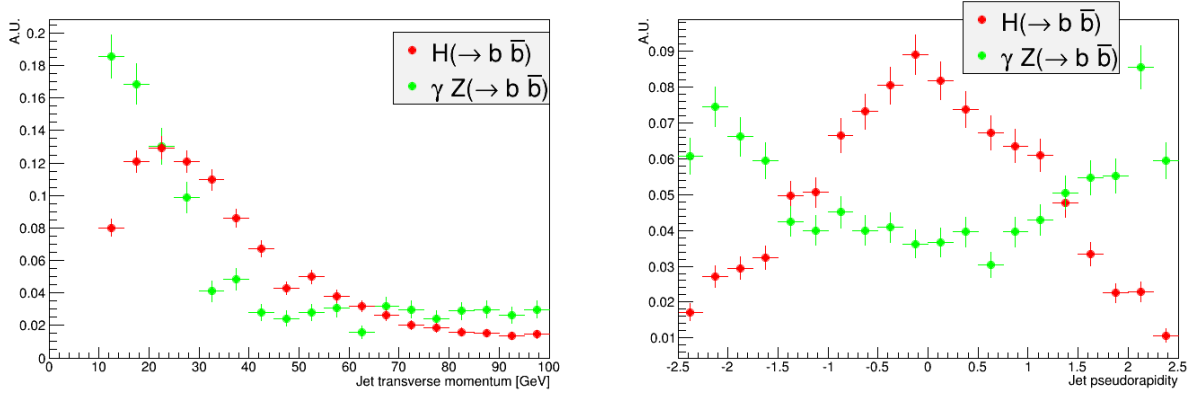 A.U.
0.2
0.18
0.16
0.14
0.12
0.1
0.08
0.06
0.04
0.02
0
0 10 20 30 40 50 60 70 80 90 100
Jet transverse momentum [GeV]
H(→ b b̅)
γ Z(→ b b̅)
A.U.
0.09
0.08
0.07
0.06
0.05
0.04
0.03
0.02
0.01
-2.5 -2 -1.5 -1 -0.5 0 0.5 1 1.5 2 2.5
Jet pseudorapidity
H(→ b b̅)
γ Z(→ b b̅)